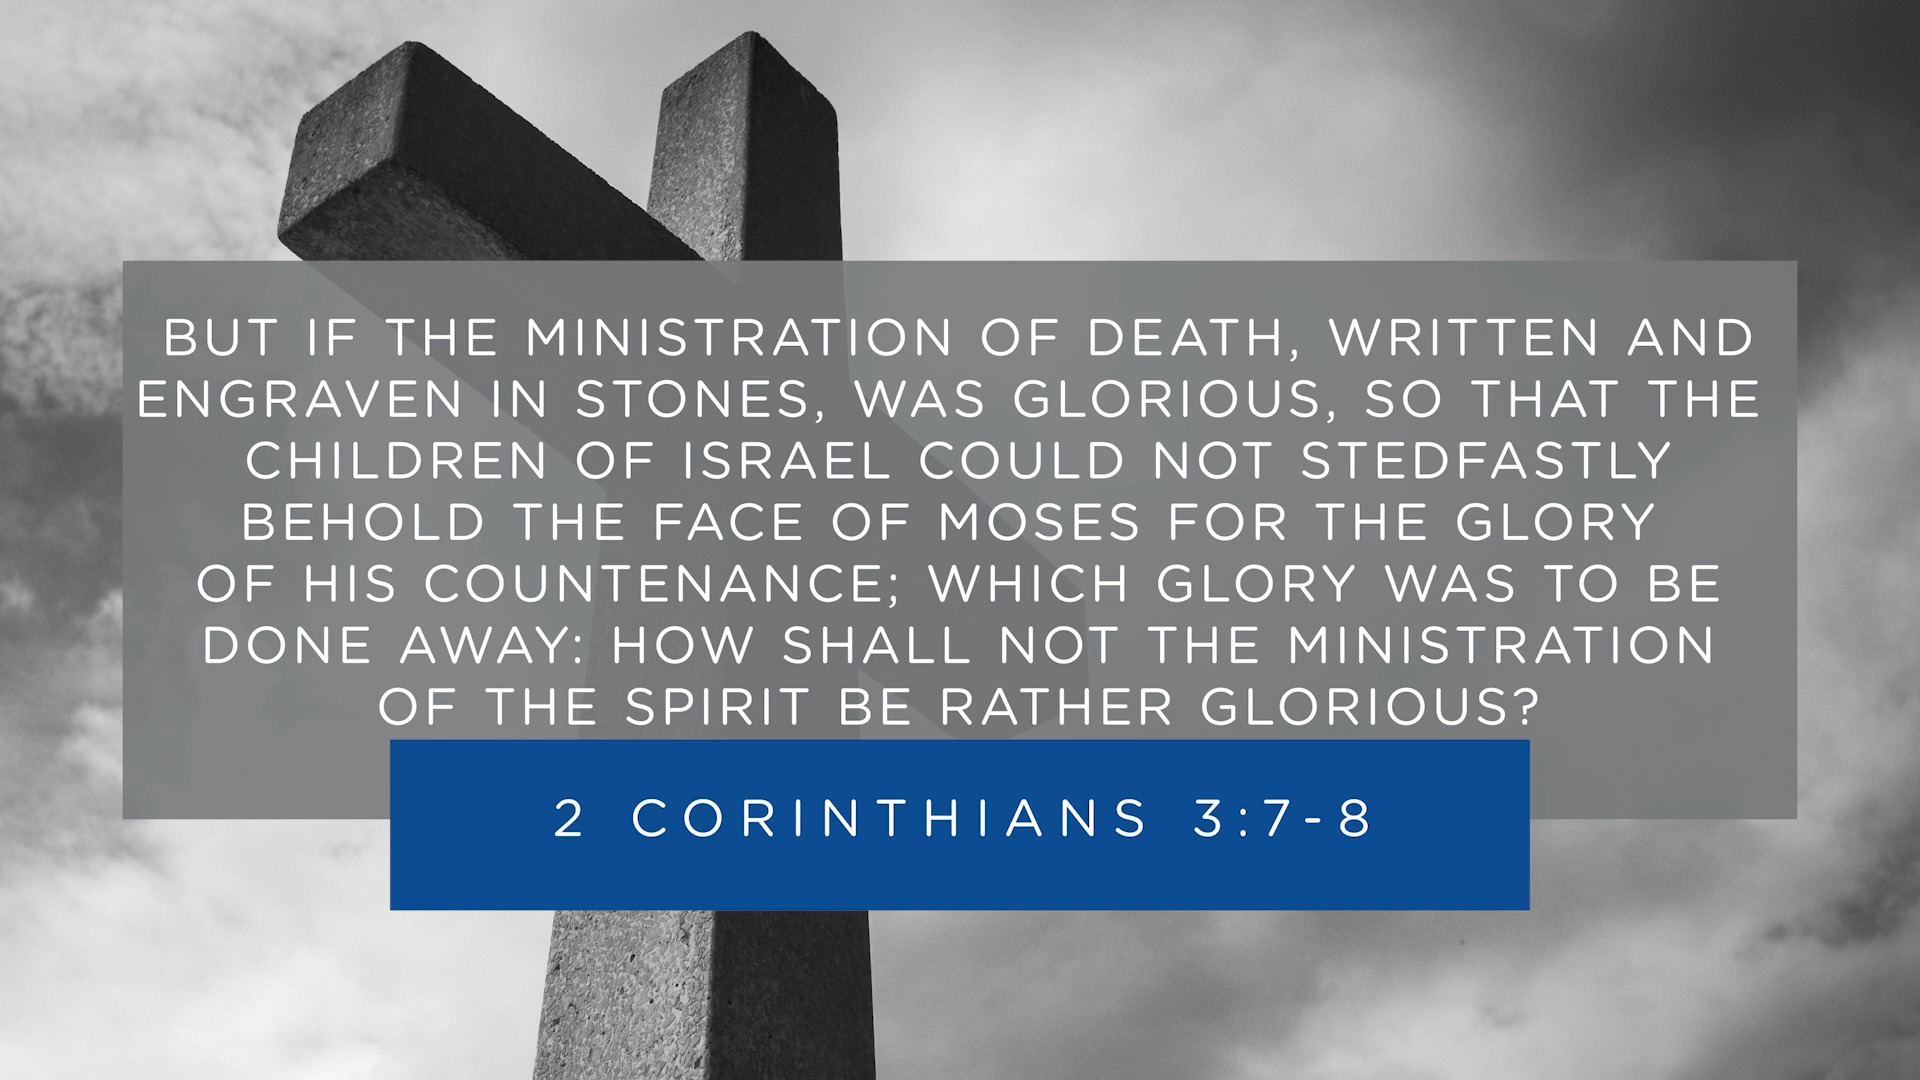 BUT IF THE MINISTRATION OF DEATH, WRITTEN AND
ENGRAVEN IN STONES, WAS GLORIOUS, SO THAT THE
CHILDREN OF ISRAEL COULD NOT STEDFASTLY
BEHOLD THE FACE OF MOSES FOR THE GLORY
OF HIS COUNTENANCE; WHICH GLORY WAS TO BE
DONE AWAY: HOW SHALL NOT THE MINISTRATION
OF THE SPIRIT BE RATHER GLORIOUS?
2 CORINTHIANS 3:7-8